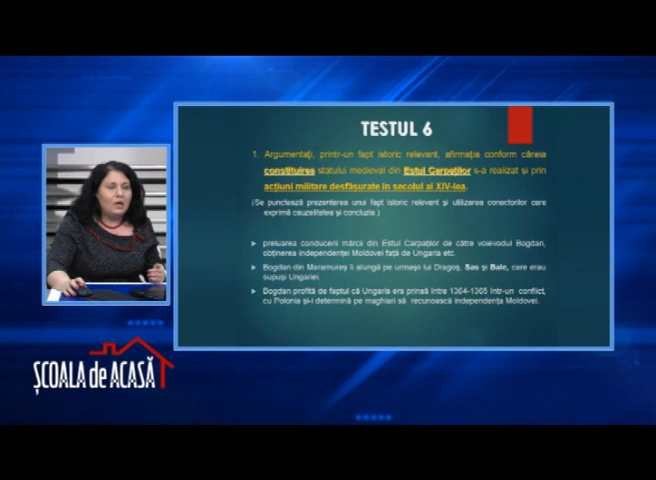 TESTUL 6
1. Argumentați, printr-un fapt istoric relevant, afirmația conform căreia
constituirea statului medieval din Estul Carpaților s-a realizat și prin
acțiuni militare desfășurate în secolul al XIV-lea.
(Se punctează prezentarea unui fapt istoric relevant și utilizarea conectorilor care
exprimă cauzalitatea și concluzie.)
preluarea conducerii mărcii din Estul Carpaților de către voievodul Bogdan,
obținerea independenței Moldovei față de Ungaria etc.
Bogdan din Maramureș îi alungă pe urmașii lui Dragoș, Sas și Balc, care erau
supuși Ungariei.
Bogdan profită de faptul că Ungaria era prinsă între 1364-1365 într-un conflict,
cu Polonia și-i determină pe maghiari să recunoască independența Moldovei.
ȘCOALA de ACASĂ